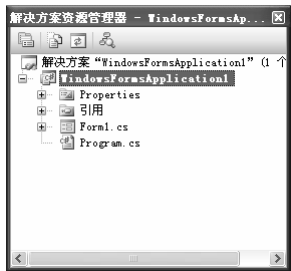 解决方案资源管理器 - WindowsFormsAp...
解决方案“WindowsFormsApplication1”(1 个
WindowsFormsApplication1
Properties
引用
Form1.cs
Program.cs